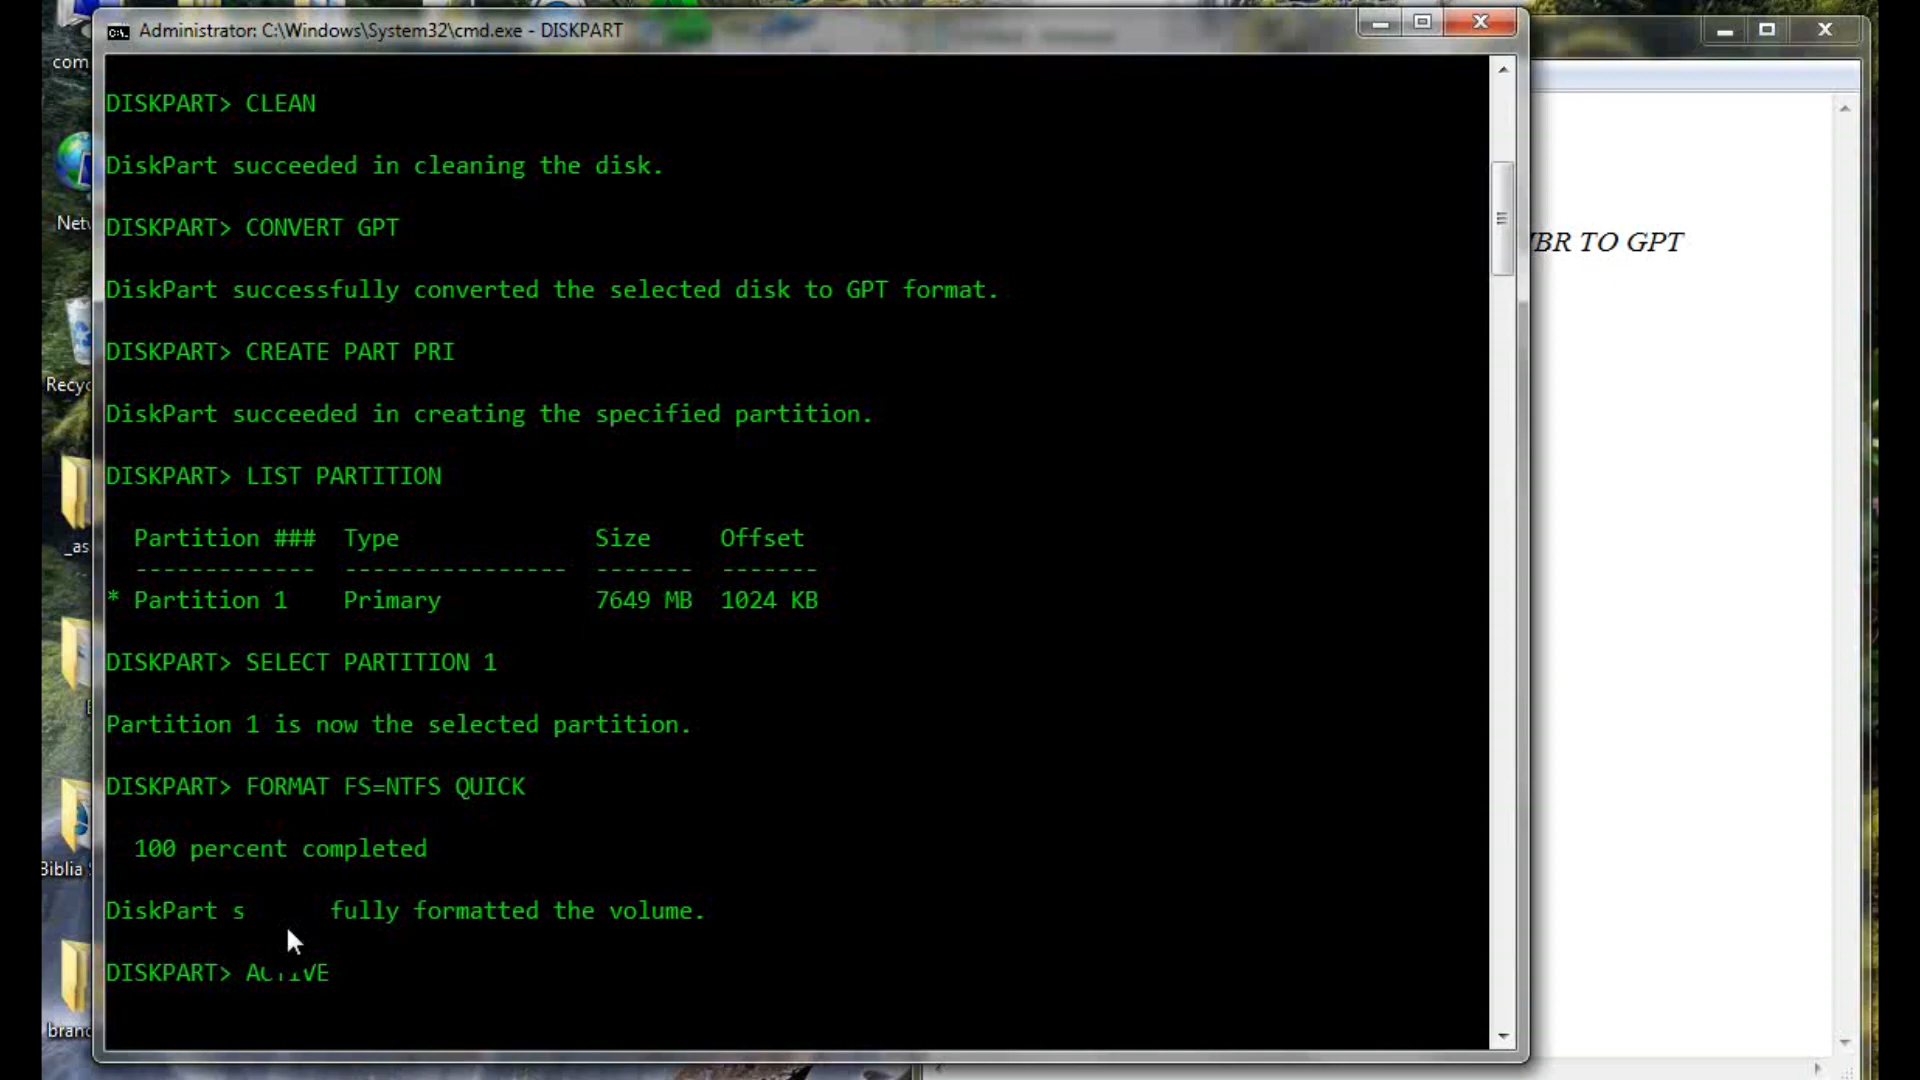 Administrator: C:\Windows\System32\cmd.exe - DISKPART
com
DISKPART> CLEAN
DiskPart succeeded in cleaning the disk.
Net
DISKPART> CONVERT GPT
BR TO GPT
DiskPart successfully converted the selected disk to GPT format.
DISKPART> CREATE PART PRI
Recyc
DiskPart succeeded in creating the specified partition.
DISKPART> LIST PARTITION
Partition ### Type Size Offset
------------- ---------------- ------- -------
_as
* Partition 1 Primary 7649 MB 1024 KB
DISKPART> SELECT PARTITION 1
Partition 1 is now the selected partition.
DISKPART> FORMAT FS=NTFS QUICK
100 percent completed
Biblia
DiskPart s fully formatted the volume.
DISKPART> ACTIVE
branc